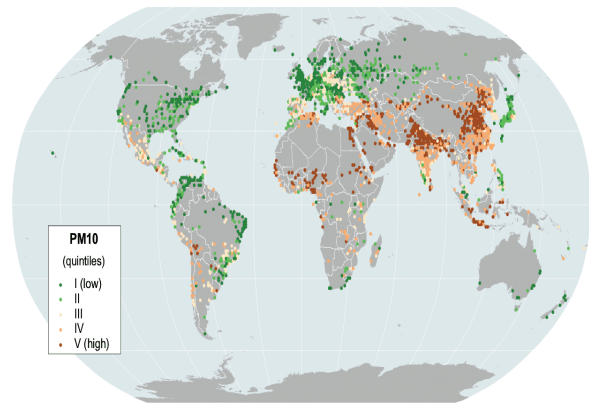 PM10
(quintiles)
I (low)
II
III
IV
V (high)